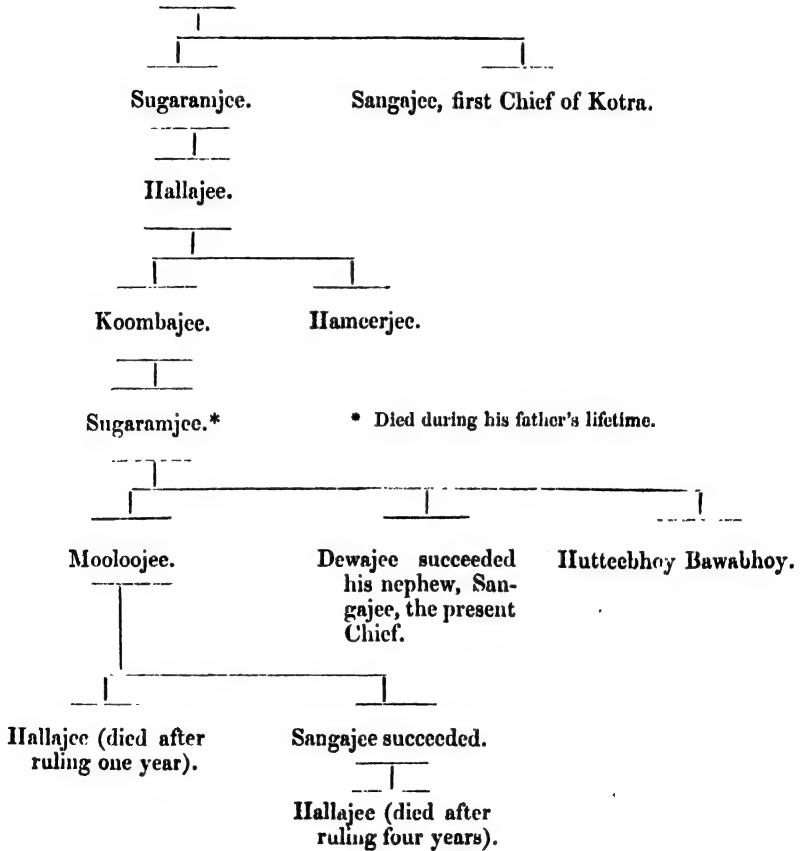 Sugaramjee. Sangajee, first Chief of Kotra.
Hallajee.
Koombajee. Hameerjee.
Sugaramjee.* * Died during his father's lifetime.
Mooloojee. Dewajee succeeded Hutteebhoy Bawabhoy.
his nephew, San-
gajee, the present
Chief.
Hallajee (died after Sangajee succeeded.
ruling one year).
Hallajee (died after
ruling four years).